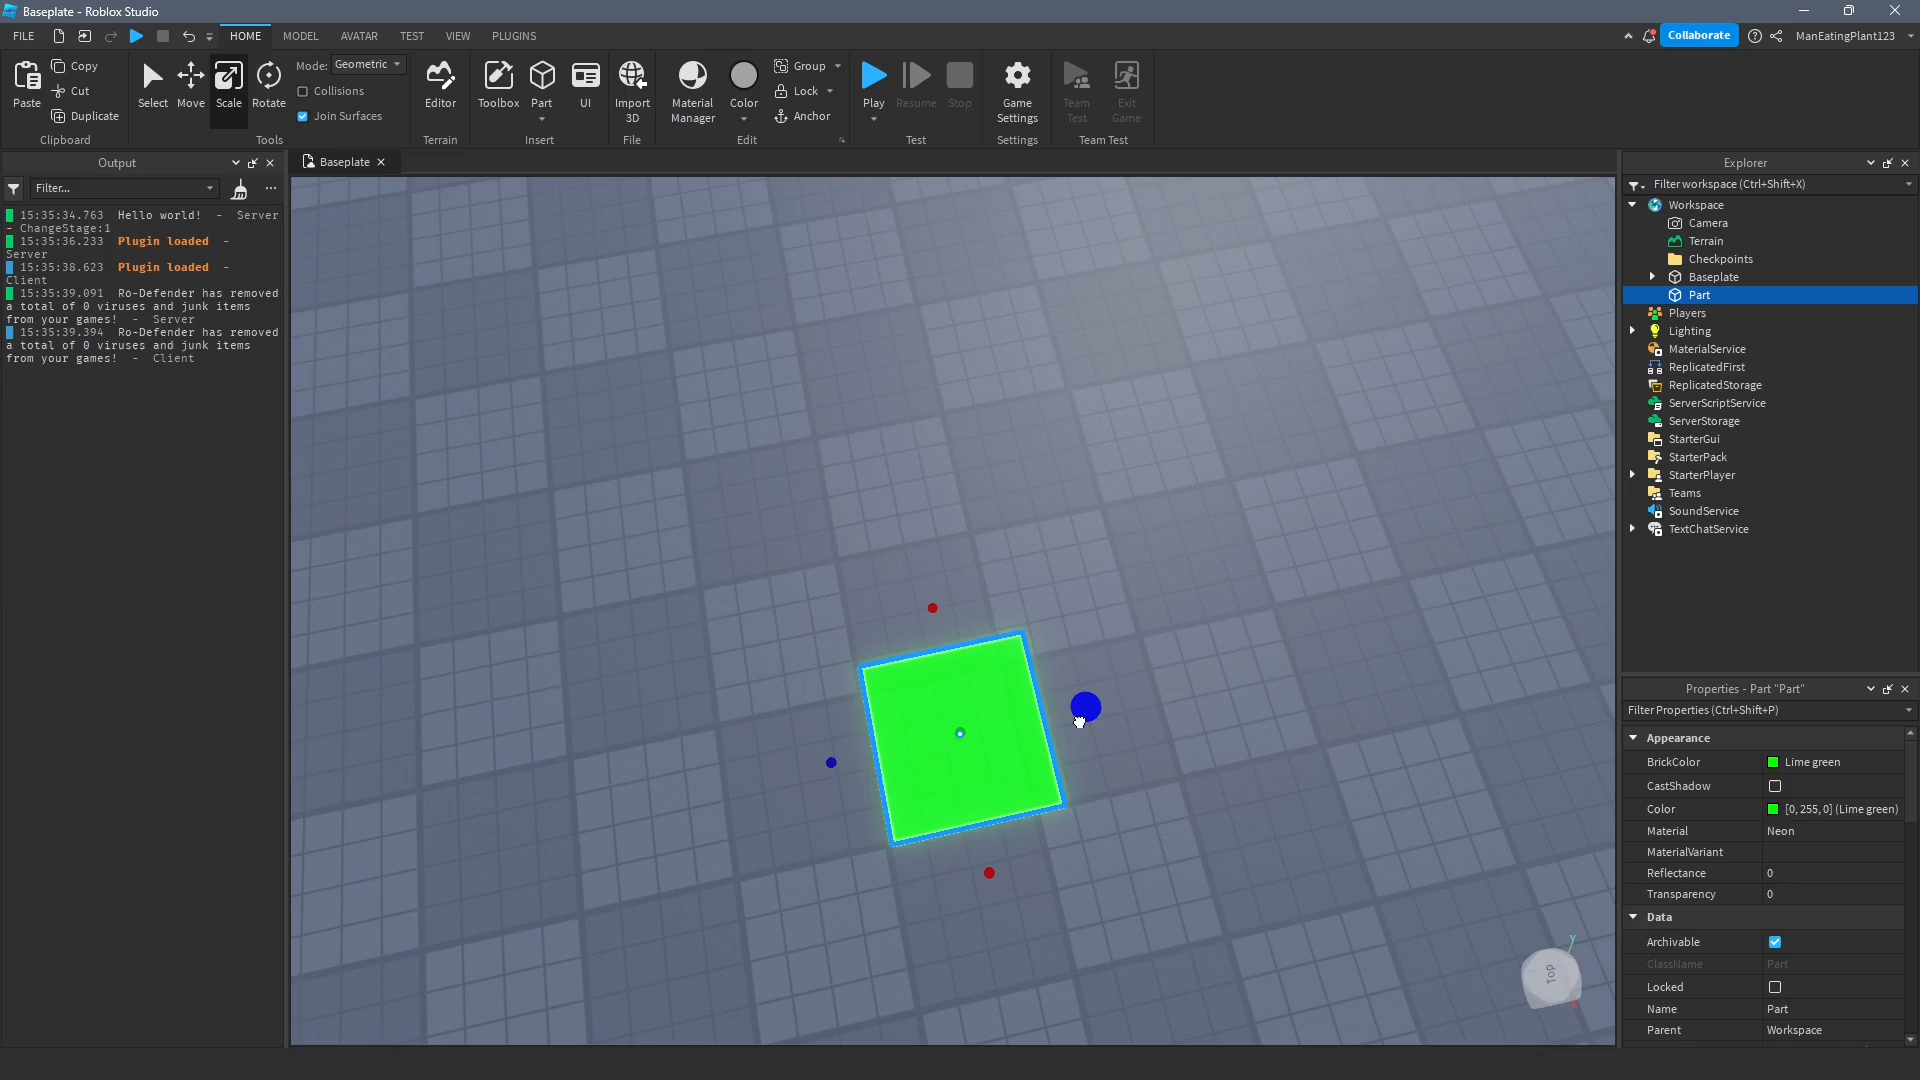 Baseplate - Roblox Studio
FILE HOME MODEL AVATAR TEST VIEW PLUGINS Collaborate ManEatingPlant123
Paste
Copy
Cut
Duplicate
Clipboard
Select
Move
Scale
Rotate
Mode: Geometric
Collisions
Join Surfaces
Tools
Editor
Terrain
Toolbox
Part
UI
Insert
Import
3D
File
Material
Manager
Color
Group
Lock
Anchor
Edit
Play
Resume
Stop
Test
Game
Settings
Settings
Team
Test
Exit
Game
Team Test
Output
Filter...
15:35:34.763 Hello world! - Server
- ChangeStage:1
15:35:36.233 Plugin loaded -
Server
15:35:38.623 Plugin loaded -
Client
15:35:39.091 Ro-Defender has removed
a total of 0 viruses and junk items
from your games! - Server
15:35:39.394 Ro-Defender has removed
a total of 0 viruses and junk items
from your games! - Client
Baseplate
y
Top
x
Explorer
Filter workspace (Ctrl+Shift+X)
Workspace
Camera
Terrain
Checkpoints
Baseplate
Part
Players
Lighting
MaterialService
ReplicatedFirst
ReplicatedStorage
ServerScriptService
ServerStorage
StarterGui
StarterPack
StarterPlayer
Teams
SoundService
TextChatService
Properties - Part "Part"
Filter Properties (Ctrl+Shift+P)
Appearance
BrickColor Lime green
CastShadow
Color [0, 255, 0] (Lime green)
Material Neon
MaterialVariant
Reflectance 0
Transparency 0
Data
Archivable
ClassName Part
Locked
Name Part
Parent Workspace